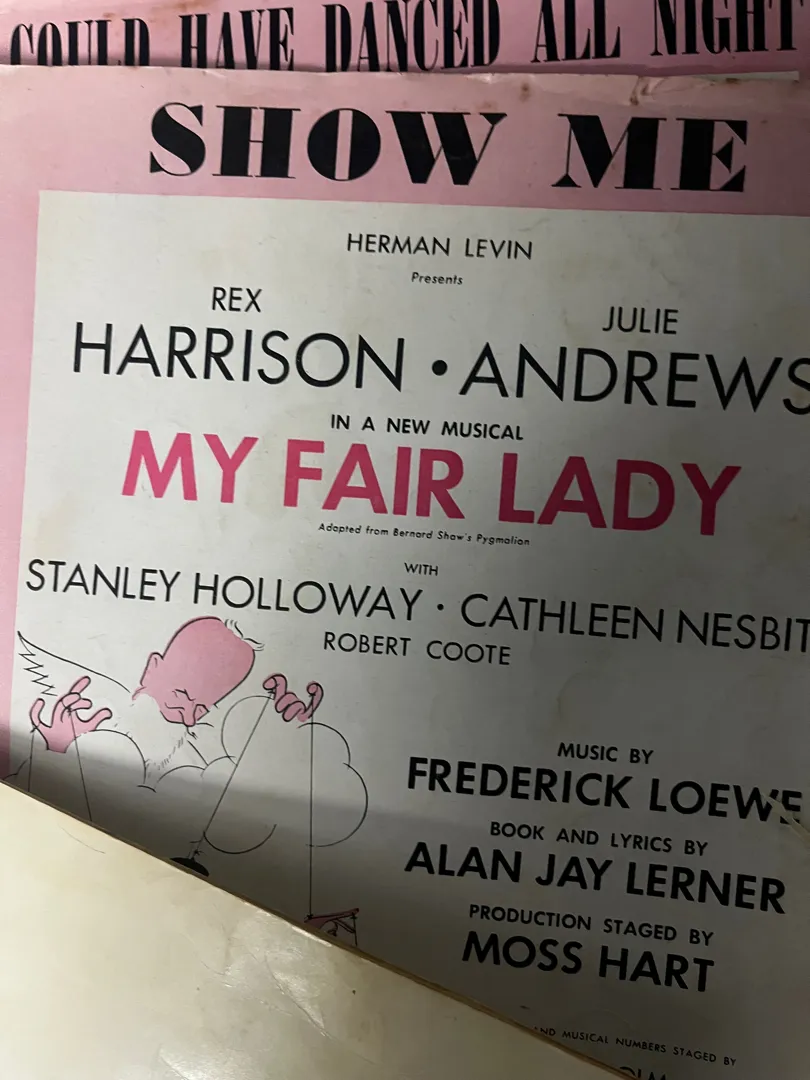 COULD HAVE DANCED ALL NIGHT
SHOW ME
HERMAN LEVIN
Presents
REX JULIE
HARRISON • ANDREWS
IN A NEW MUSICAL
MY FAIR LADY
Adapted from Bernard Shaw's Pygmalion
WITH
STANLEY HOLLOWAY • CATHLEEN NESBIT
ROBERT COOTE
MUSIC BY
FREDERICK LOEWE
BOOK AND LYRICS BY
ALAN JAY LERNER
PRODUCTION STAGED BY
MOSS HART
AND MUSICAL NUMBERS STAGED BY